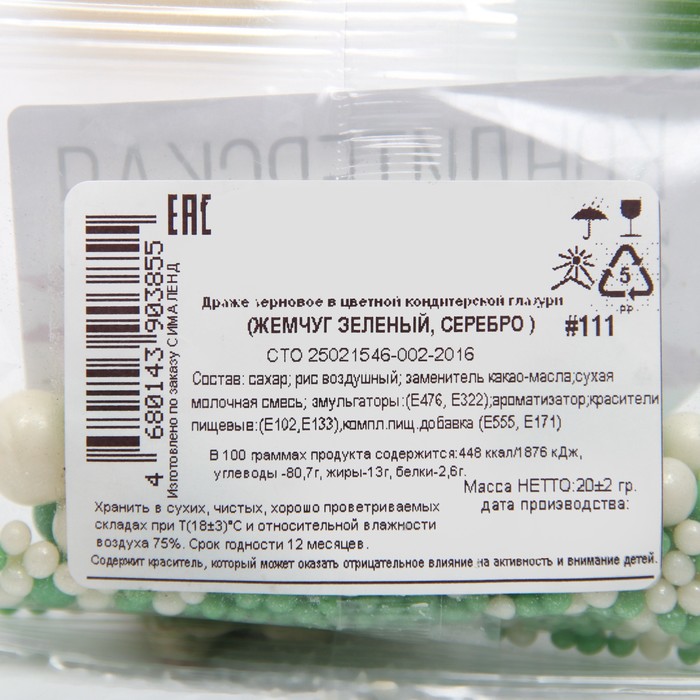 КОНДИТЕРСКАЯ
EAC
Драже зерновое в цветной кондитерской глазури
(ЖЕМЧУГ ЗЕЛЕНЫЙ, СЕРЕБРО ) #111
СТО 25021546-002-2016
Состав: сахар; рис воздушный; заменитель какао-масла;сухая
молочная смесь; эмульгаторы:(Е476, Е322);ароматизатор;красители
пищевые:(Е102,Е133),компл.пищ.добавка (Е555, Е171)
В 100 граммах продукта содержится:448 ккал/1876 кДж,
углеводы -80,7г, жиры-13г, белки-2,6г.
Масса НЕТТО:20±2 гр.
дата производства:
Хранить в сухих, чистых, хорошо проветриваемых
складах при Т(18±3)°С и относительной влажности
воздуха 75%. Срок годности 12 месяцев.
Содержит краситель, который может оказать отрицательное влияние на активность и внимание детей.
4 680143 903855
Изготовлено по заказу СИМАЛЕНД
5
PP